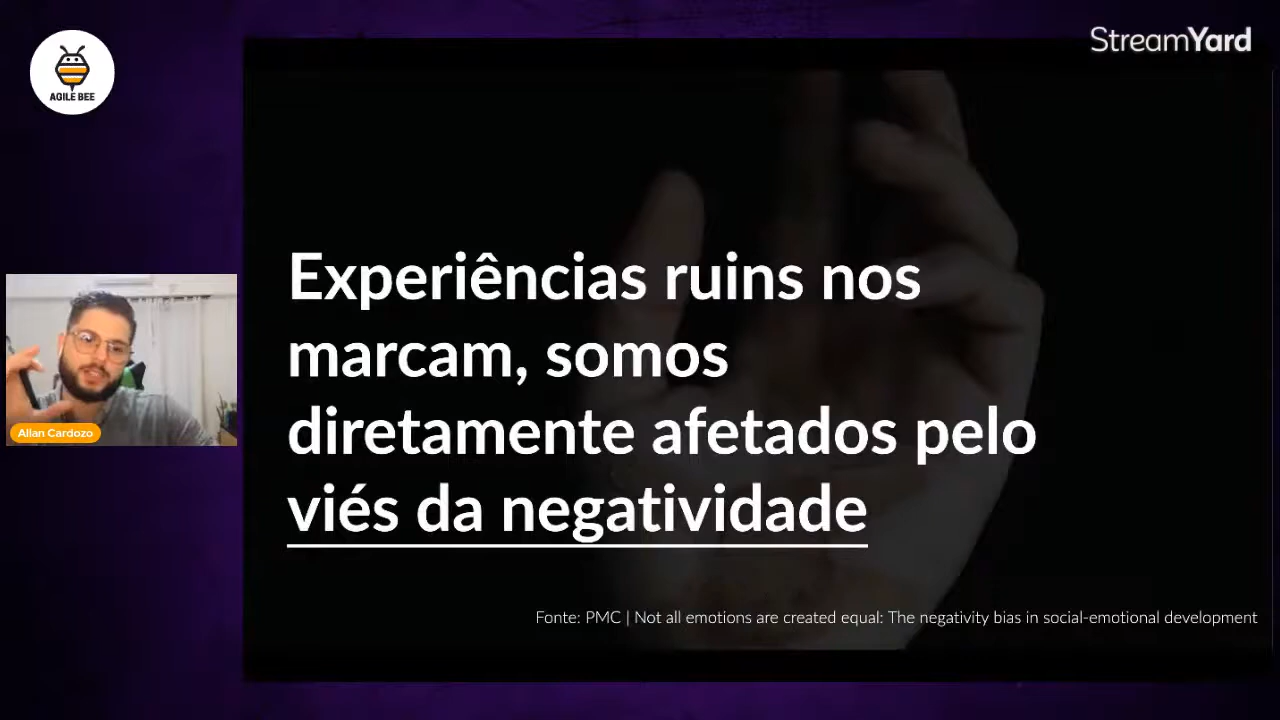 AGILE BEE
StreamYard
Experiências ruins nos
marcam, somos
diretamente afetados pelo
viés da negatividade
Allan Cardozo
Fonte: PMC | Not all emotions are created equal: The negativity bias in social-emotional development